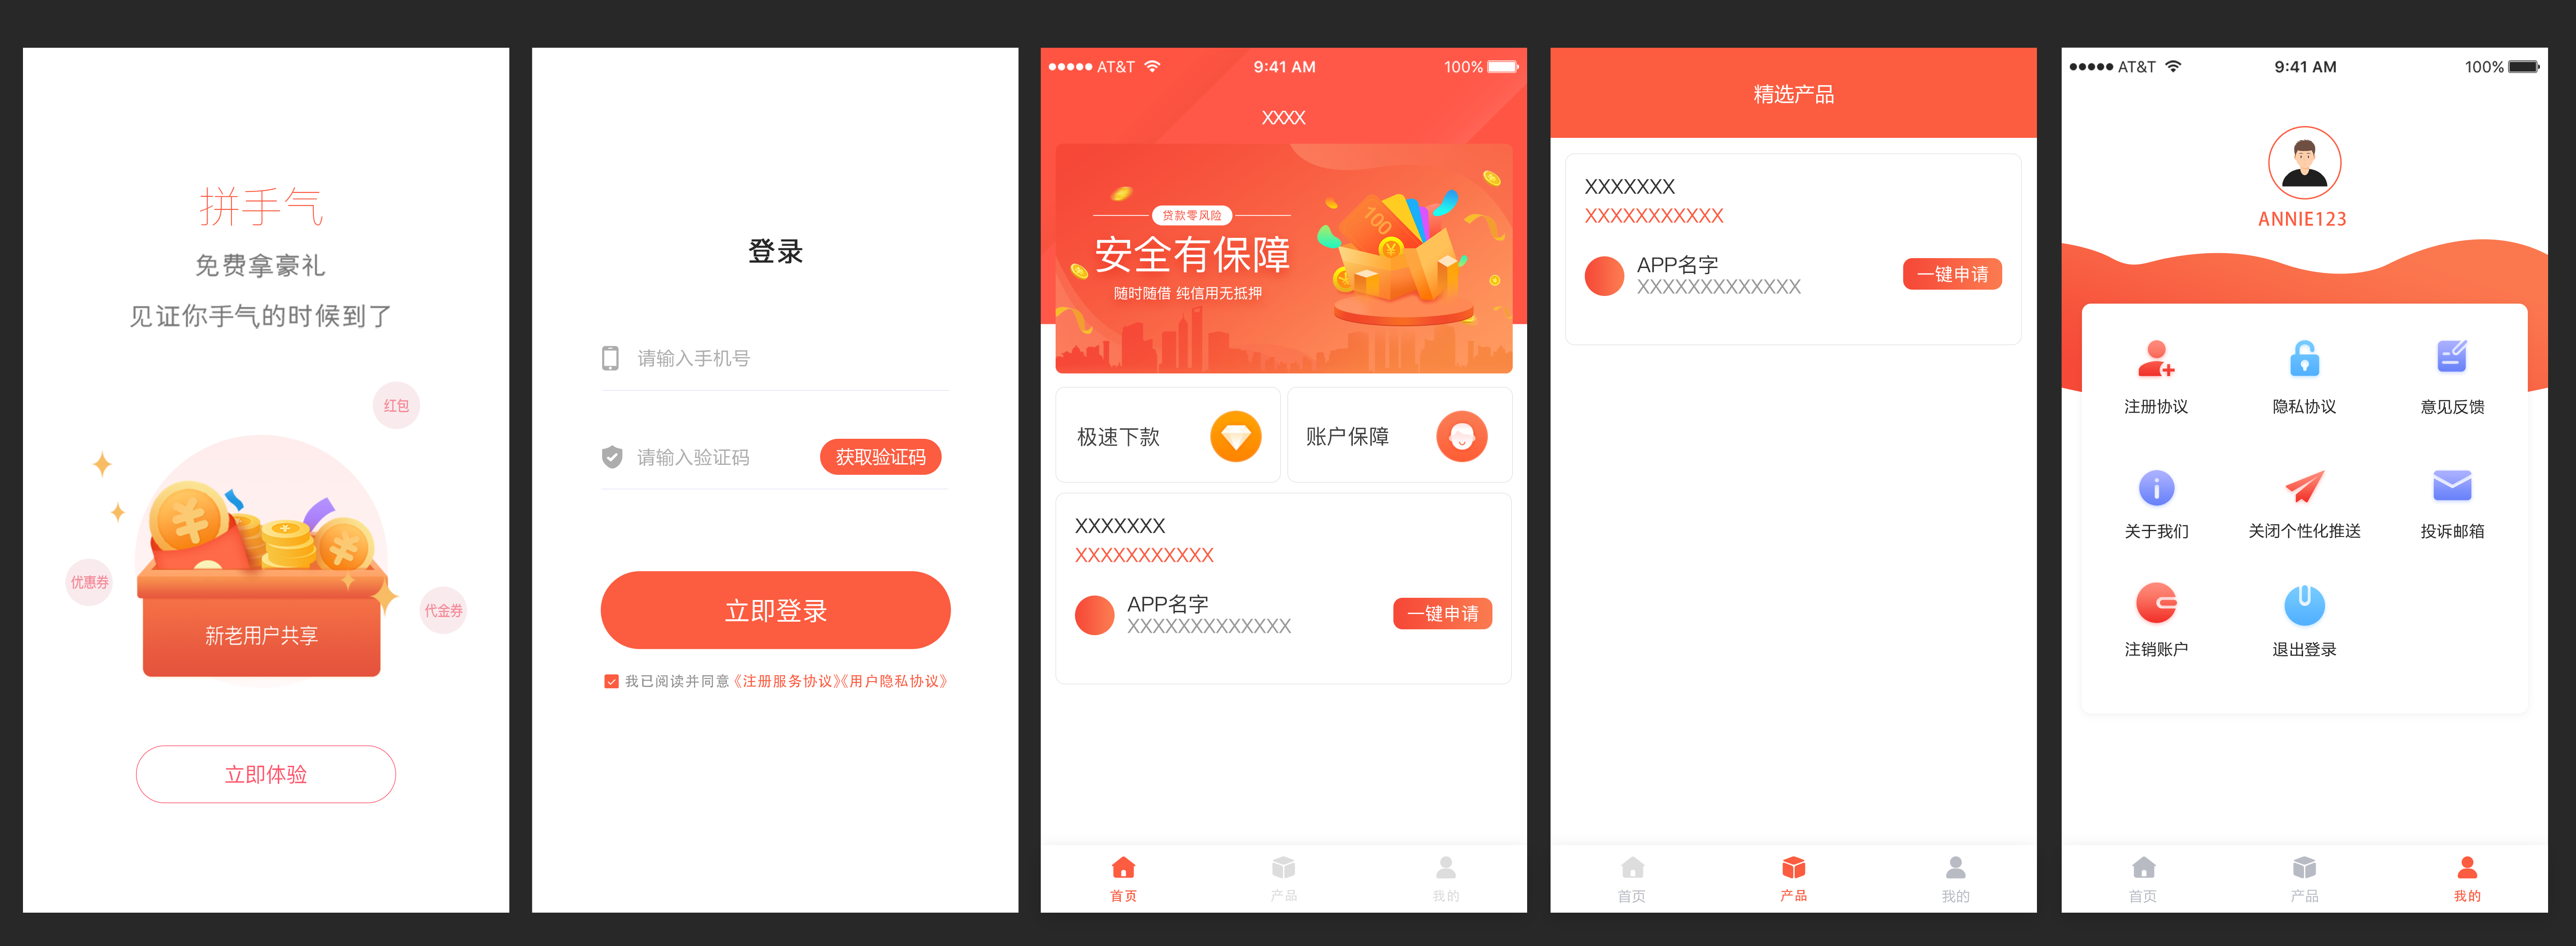 拼手气
免费拿豪礼
见证你手气的时候到了
红包
优惠券
代金券
新老用户共享
立即体验
登录
请输入手机号
请输入验证码
获取验证码
立即登录
我已阅读并同意《注册服务协议》《用户隐私协议》
AT&T 9:41 AM 100%
XXXX
贷款零风险
安全有保障
随时随借 纯信用无抵押
100
极速下款
账户保障
XXXXXXX
XXXXXXXXXXX
APP名字
XXXXXXXXXXXXX
一键申请
首页 产品 我的
精选产品
XXXXXXX
XXXXXXXXXXX
APP名字
XXXXXXXXXXXXX
一键申请
首页 产品 我的
AT&T 9:41 AM 100%
ANNIE123
注册协议 隐私协议 意见反馈
关于我们 关闭个性化推送 投诉邮箱
注销账户 退出登录
首页 产品 我的